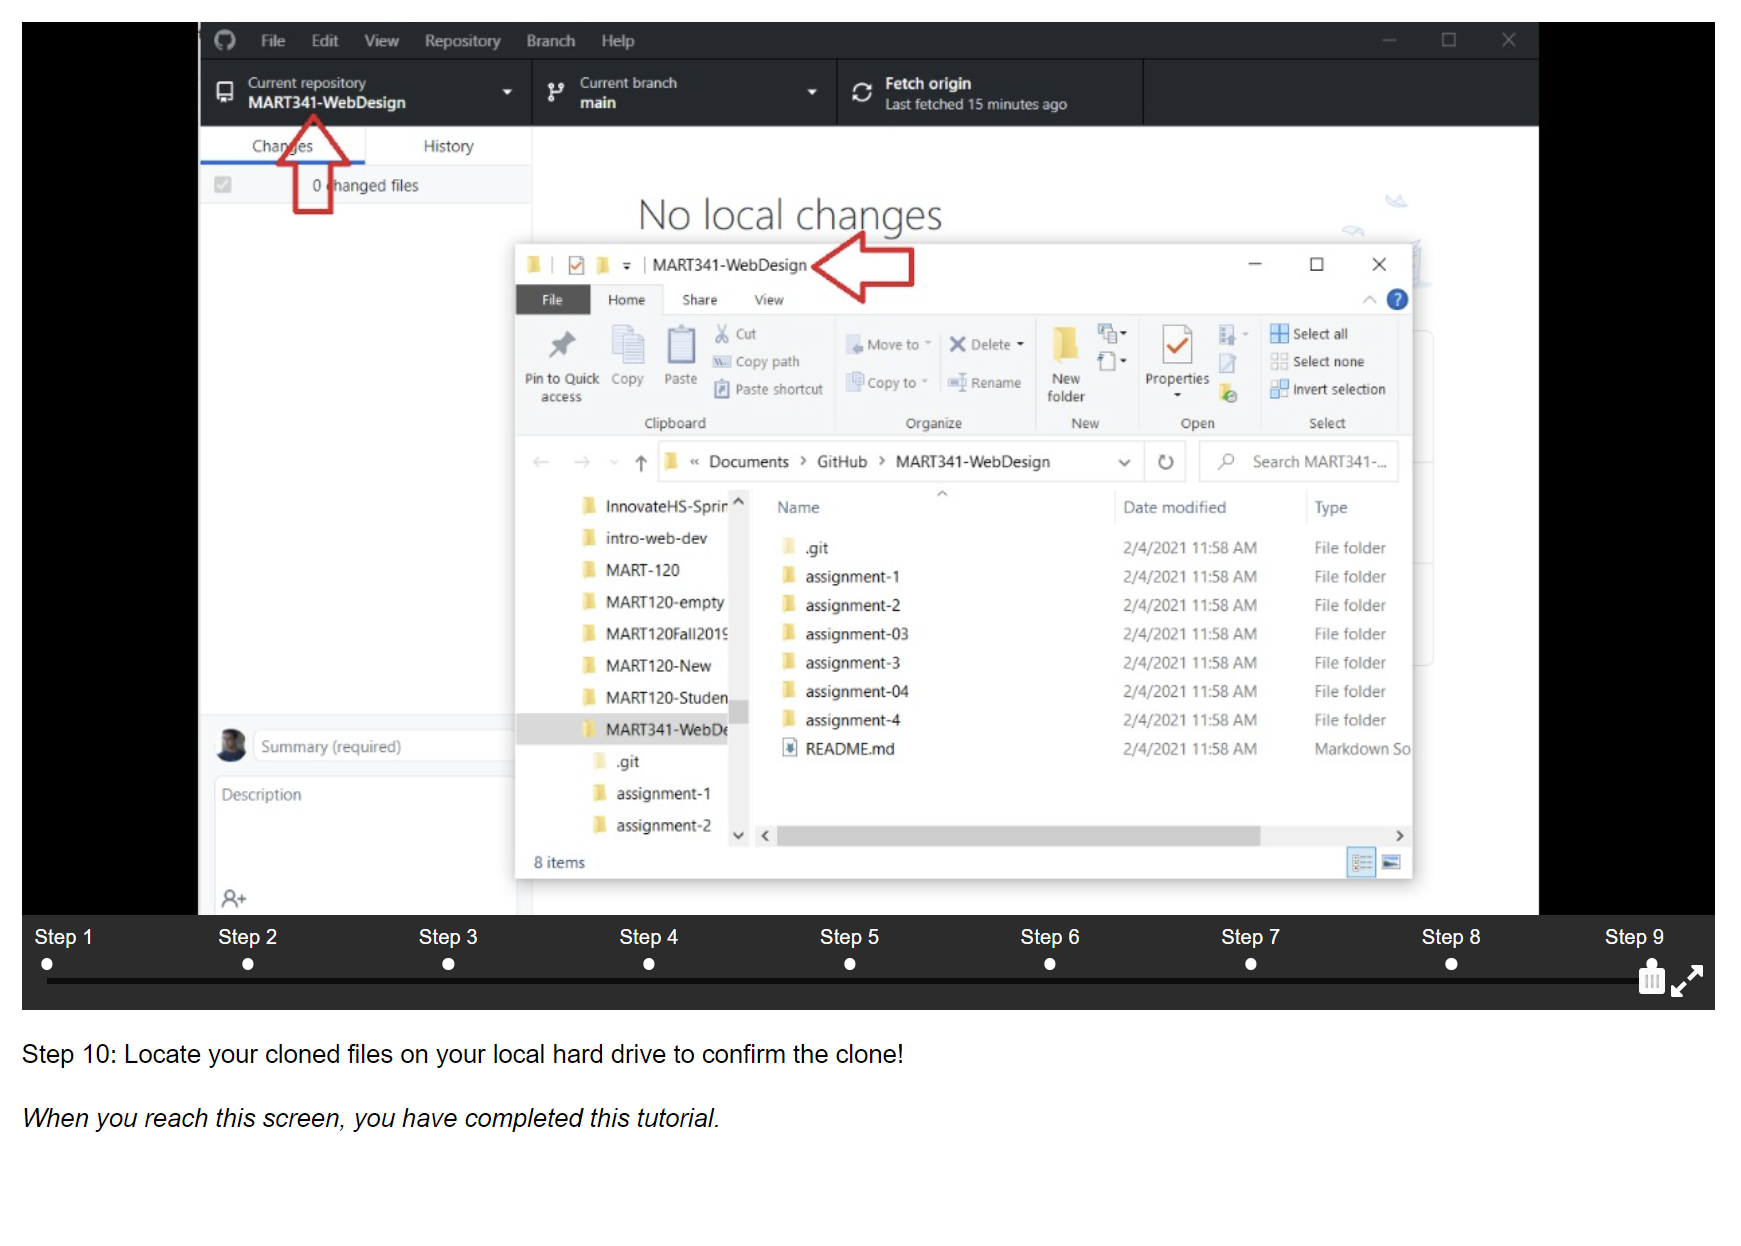 File Edit View Repository Branch Help
Current repository
MART341-WebDesign
Current branch
main
Fetch origin
Last fetched 15 minutes ago
Changes
History
0 changed files
No local changes
MART341-WebDesign
File Home Share View
Pin to Quick access
Copy
Paste
Cut
Copy path
Paste shortcut
Clipboard
Move to
Copy to
Delete
Rename
Organize
New folder
New
Properties
Open
Select all
Select none
Invert selection
Select
« Documents > GitHub > MART341-WebDesign
Search MART341-...
InnovateHS-Sprin
intro-web-dev
MART-120
MART120-empty
MART120Fall2019
MART120-New
MART120-Studen
MART341-WebDe
.git
assignment-1
assignment-2
Name Date modified Type
.git 2/4/2021 11:58 AM File folder
assignment-1 2/4/2021 11:58 AM File folder
assignment-2 2/4/2021 11:58 AM File folder
assignment-03 2/4/2021 11:58 AM File folder
assignment-3 2/4/2021 11:58 AM File folder
assignment-04 2/4/2021 11:58 AM File folder
assignment-4 2/4/2021 11:58 AM File folder
README.md 2/4/2021 11:58 AM Markdown So
8 items
Summary (required)
Description
Step 1 Step 2 Step 3 Step 4 Step 5 Step 6 Step 7 Step 8 Step 9
Step 10: Locate your cloned files on your local hard drive to confirm the clone!
When you reach this screen, you have completed this tutorial.